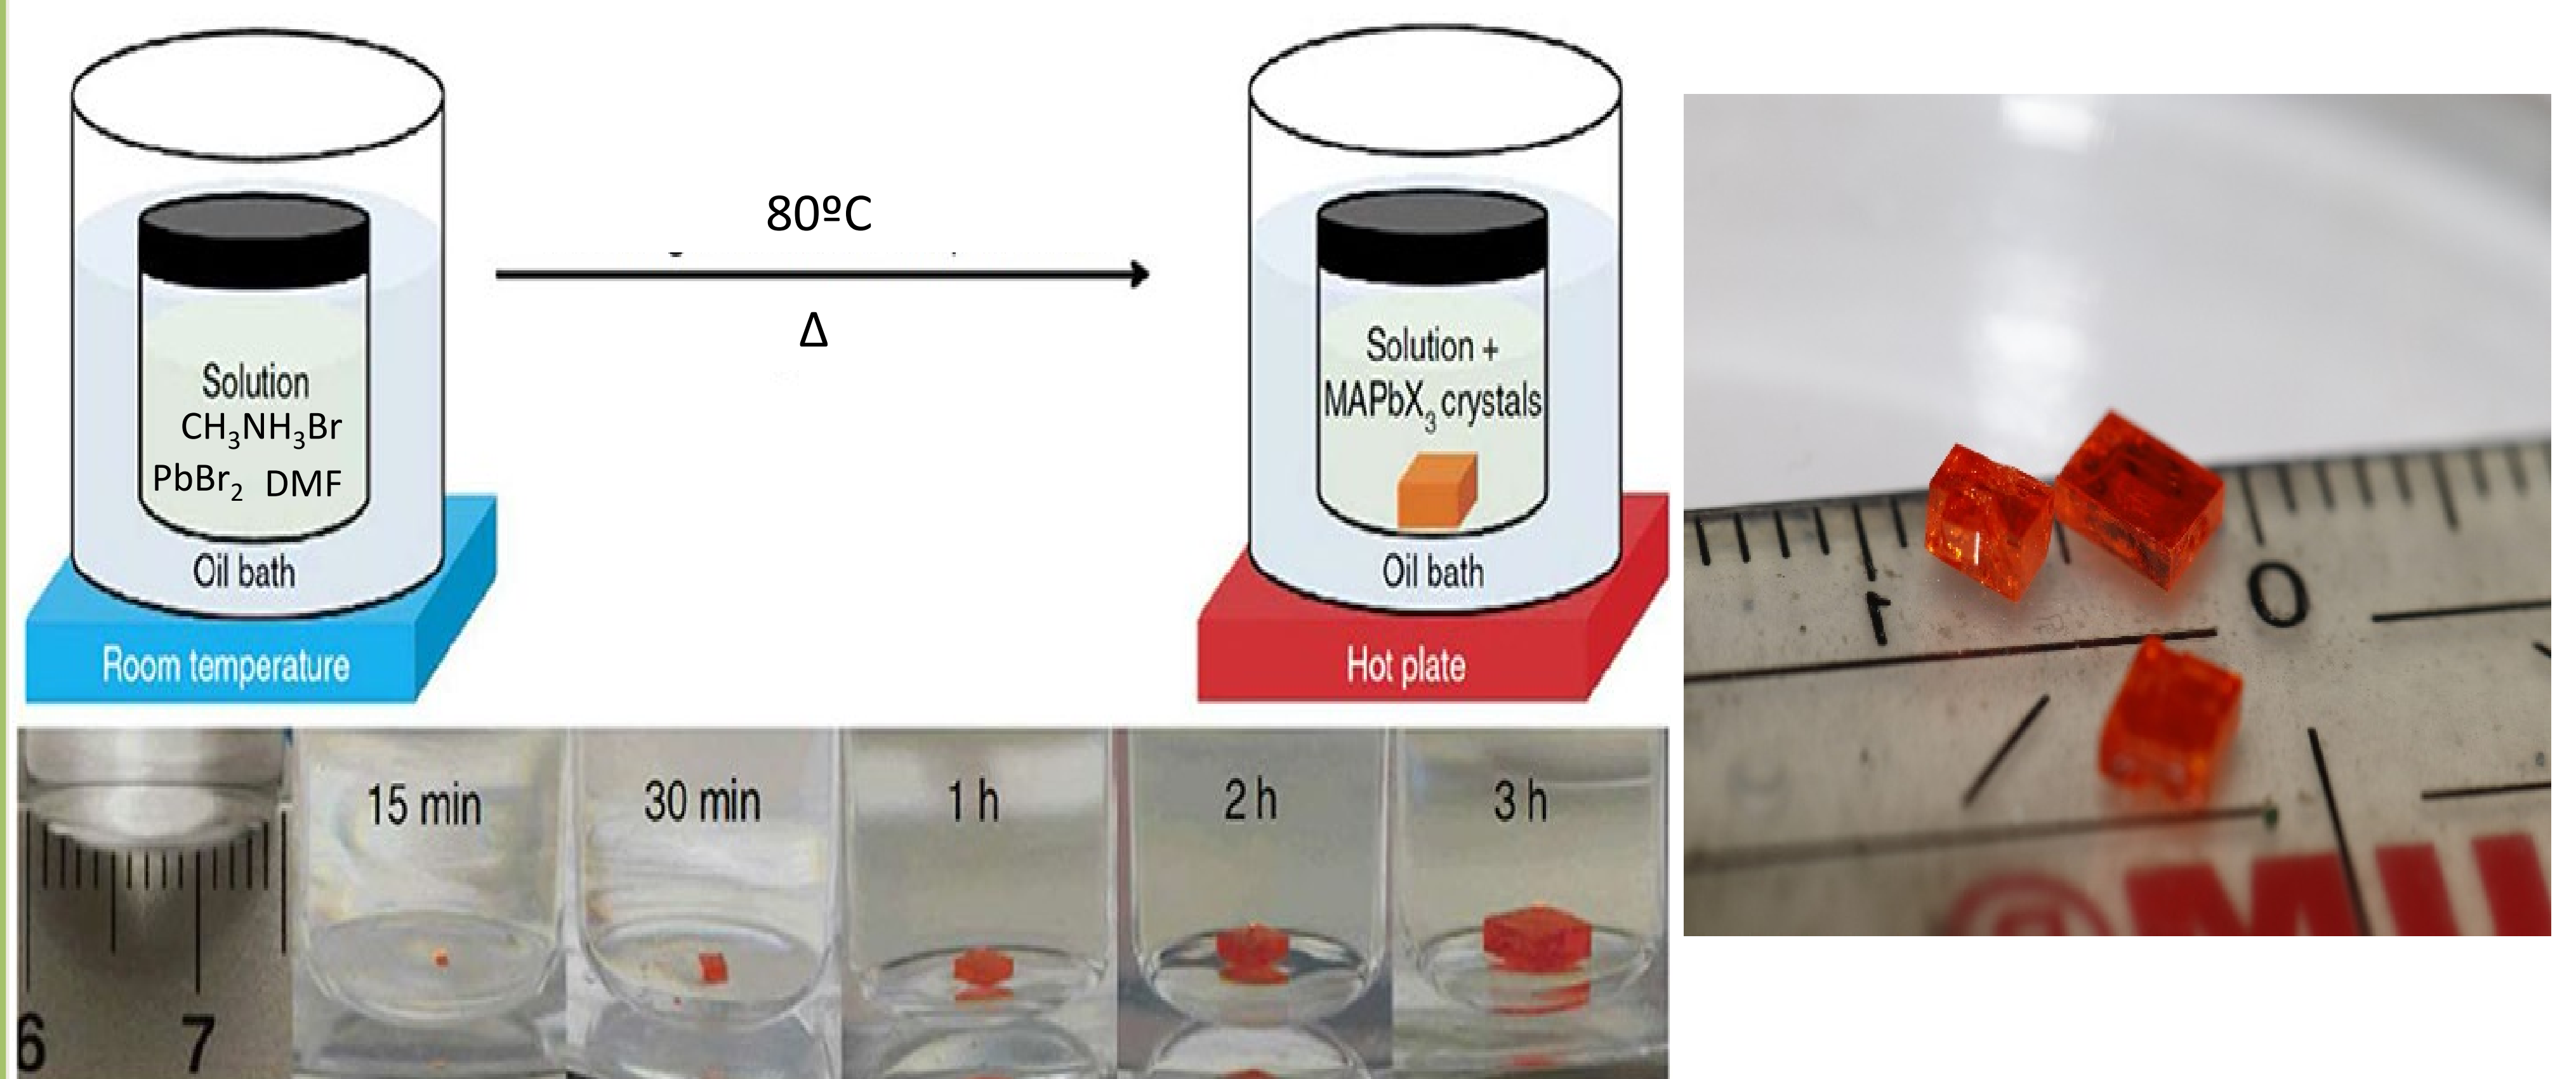 80ºC
Δ
Solution
CH₃NH₃Br
PbBr₂ DMF
Oil bath
Room temperature
Solution +
MAPbX₃ crystals
Oil bath
Hot plate
1
0
15 min
30 min
1 h
2 h
3 h
6
7